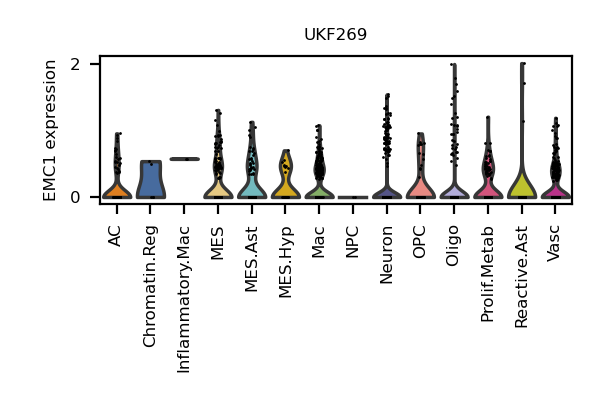 UKF269
EMC1 expression
2
0
AC
Chromatin.Reg
Inflammatory.Mac
MES
MES.Ast
MES.Hyp
Mac
NPC
Neuron
OPC
Oligo
Prolif.Metab
Reactive.Ast
Vasc